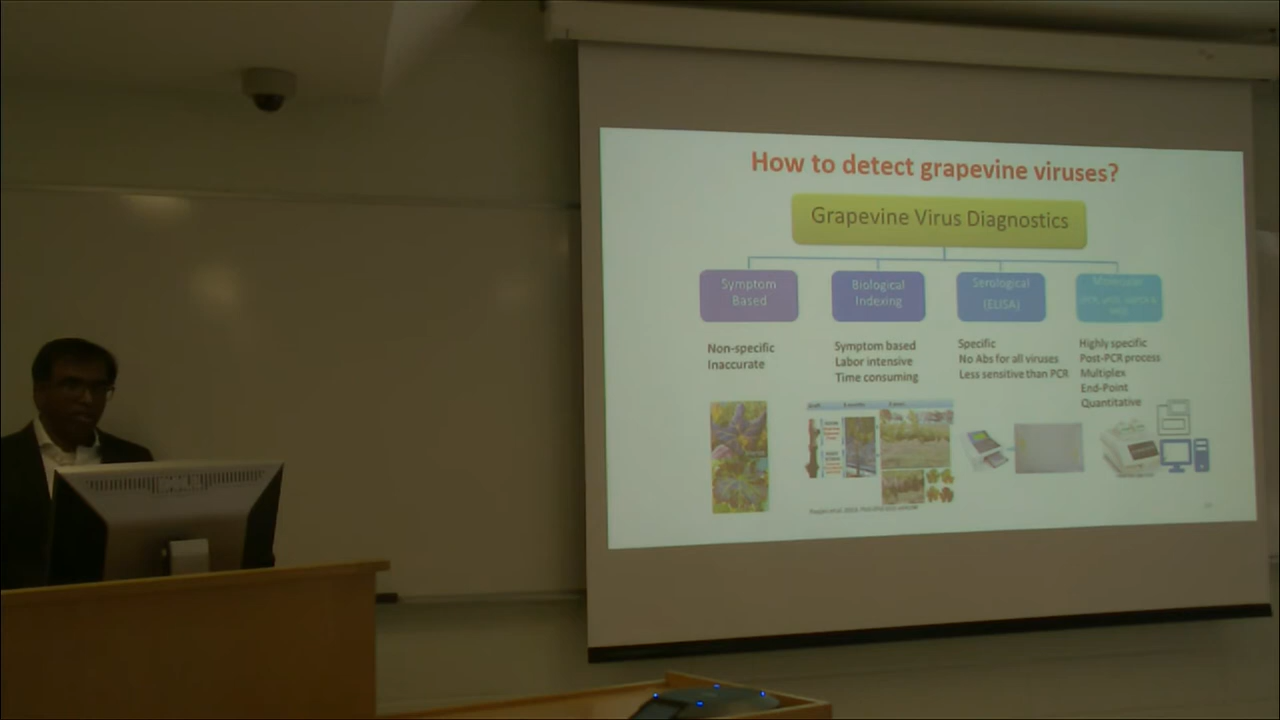 How to detect grapevine viruses?
Grapevine Virus Diagnostics
Symptom
Based
Biological
Indexing
Serological
(ELISA)
Molecular
Non-specific
Inaccurate
Symptom based
Labor intensive
Time consuming
Specific
No Abs for all viruses
Less sensitive than PCR
Highly specific
Post-PCR process
Multiplex
End-Point
Quantitative